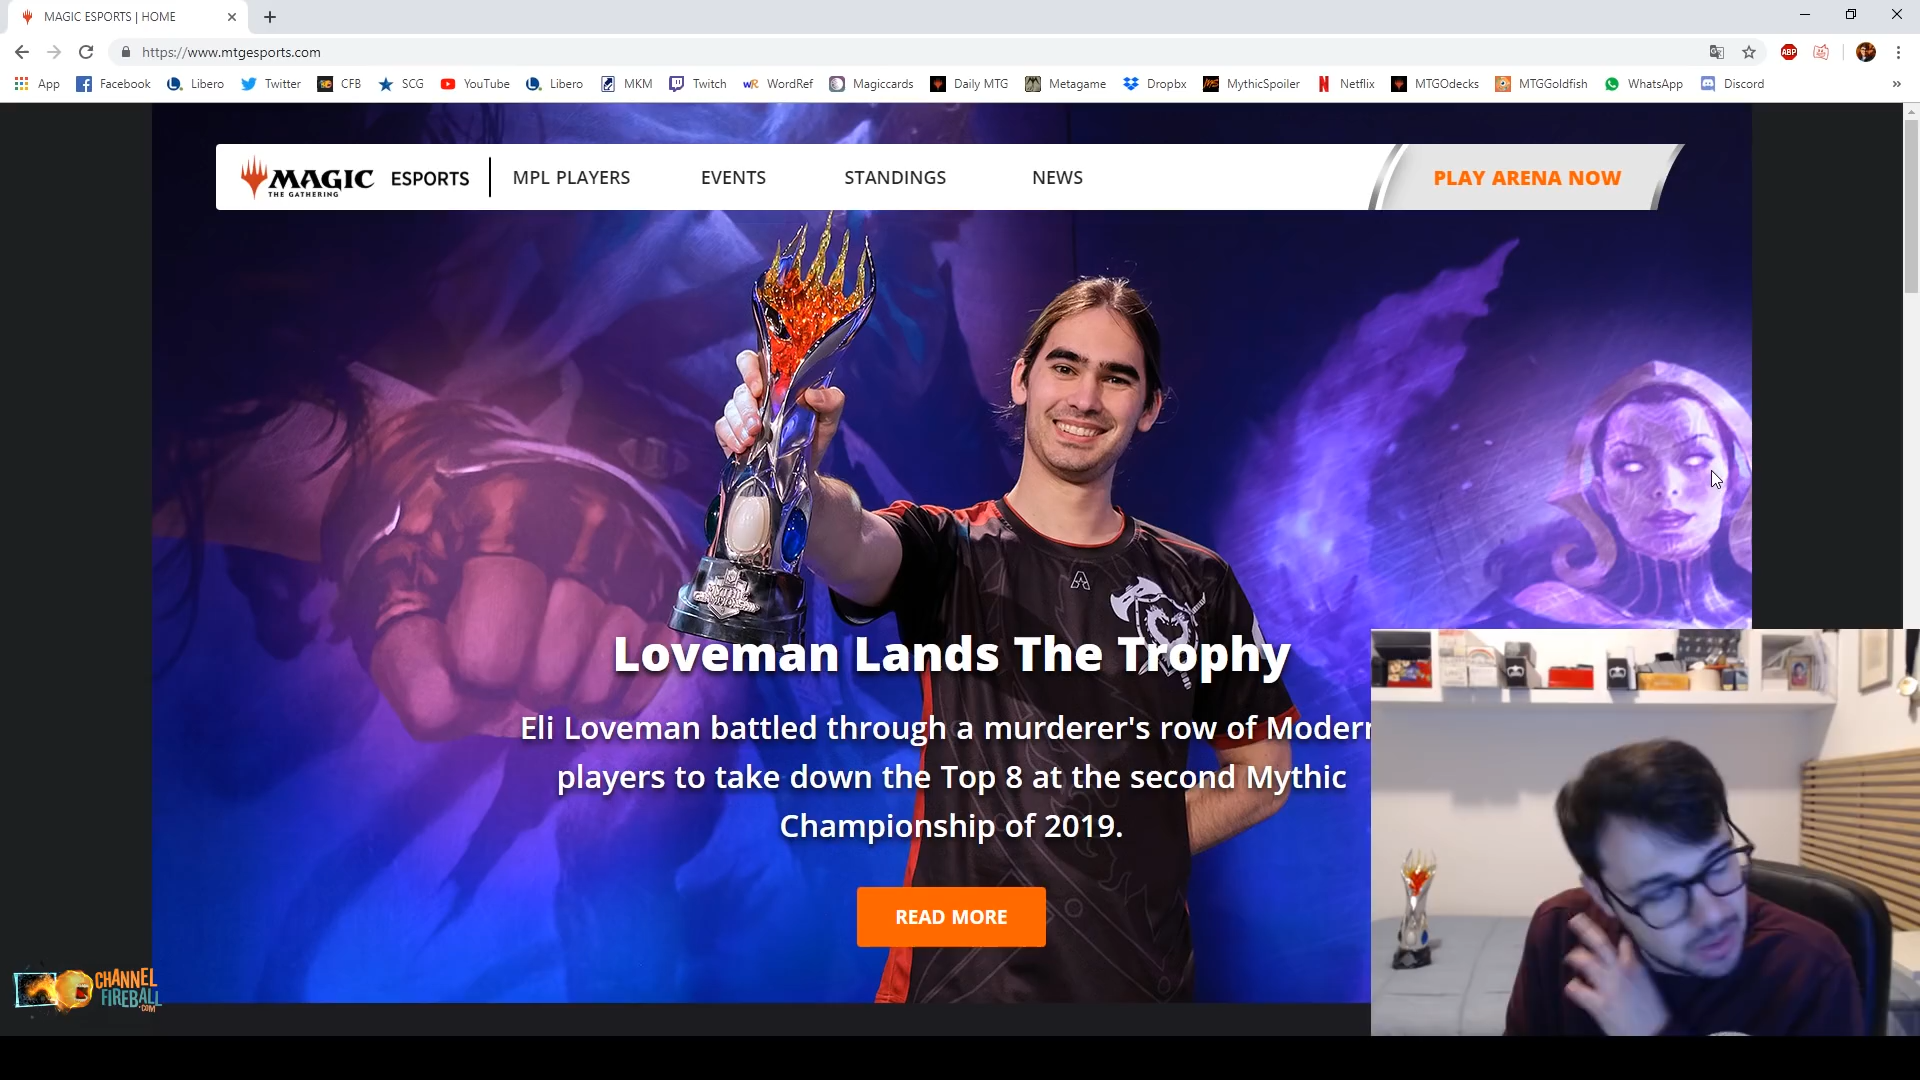 MAGIC ESPORTS | HOME
https://www.mtgesports.com
ABP
App Facebook Libero Twitter CFB SCG YouTube Libero MKM Twitch WordRef Magiccards Daily MTG Metagame Dropbx MythicSpoiler Netflix MTGOdecks MTGGoldfish WhatsApp Discord »
MAGIC THE GATHERING ESPORTS MPL PLAYERS EVENTS STANDINGS NEWS PLAY ARENA NOW
Loveman Lands The Trophy
Eli Loveman battled through a murderer's row of Modern
players to take down the Top 8 at the second Mythic
Championship of 2019.
READ MORE
CHANNEL
FIREBALL
.COM